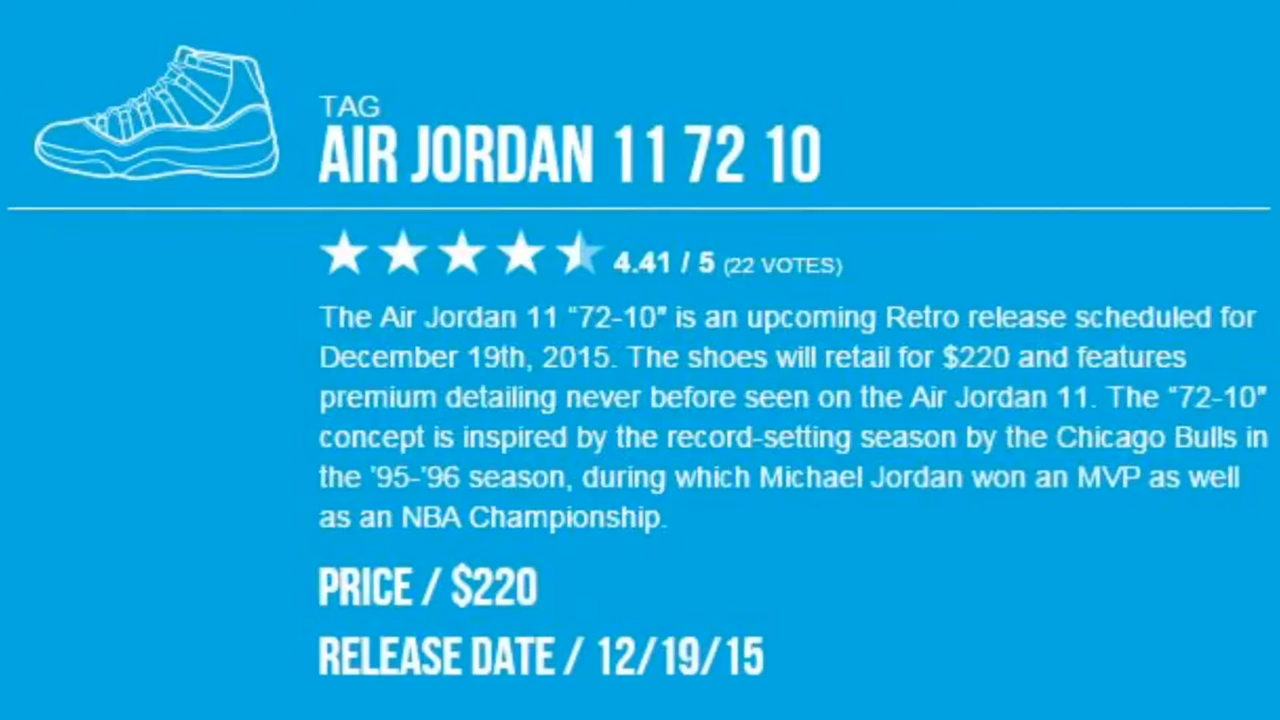 TAG
AIR JORDAN 11 72 10
4.41 / 5 (22 VOTES)
The Air Jordan 11 “72-10” is an upcoming Retro release scheduled for
December 19th, 2015. The shoes will retail for $220 and features
premium detailing never before seen on the Air Jordan 11. The “72-10”
concept is inspired by the record-setting season by the Chicago Bulls in
the ’95-’96 season, during which Michael Jordan won an MVP as well
as an NBA Championship.
PRICE / $220
RELEASE DATE / 12/19/15